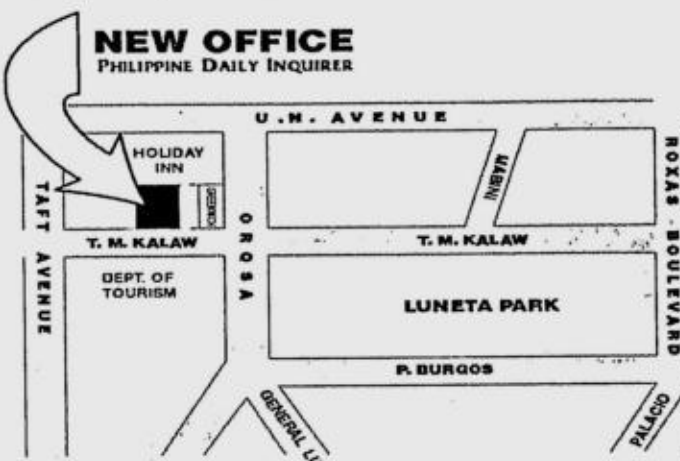 NEW OFFICE
PHILIPPINE DAILY INQUIRER
U.N. AVENUE
HOLIDAY
INN
MABINI
ROXAS - BOULEVARD
TAFT AVENUE
OROSA
T. M. KALAW
T. M. KALAW
DEPT. OF
TOURISM
LUNETA PARK
P. BURGOS
GENERAL L
PALACIO